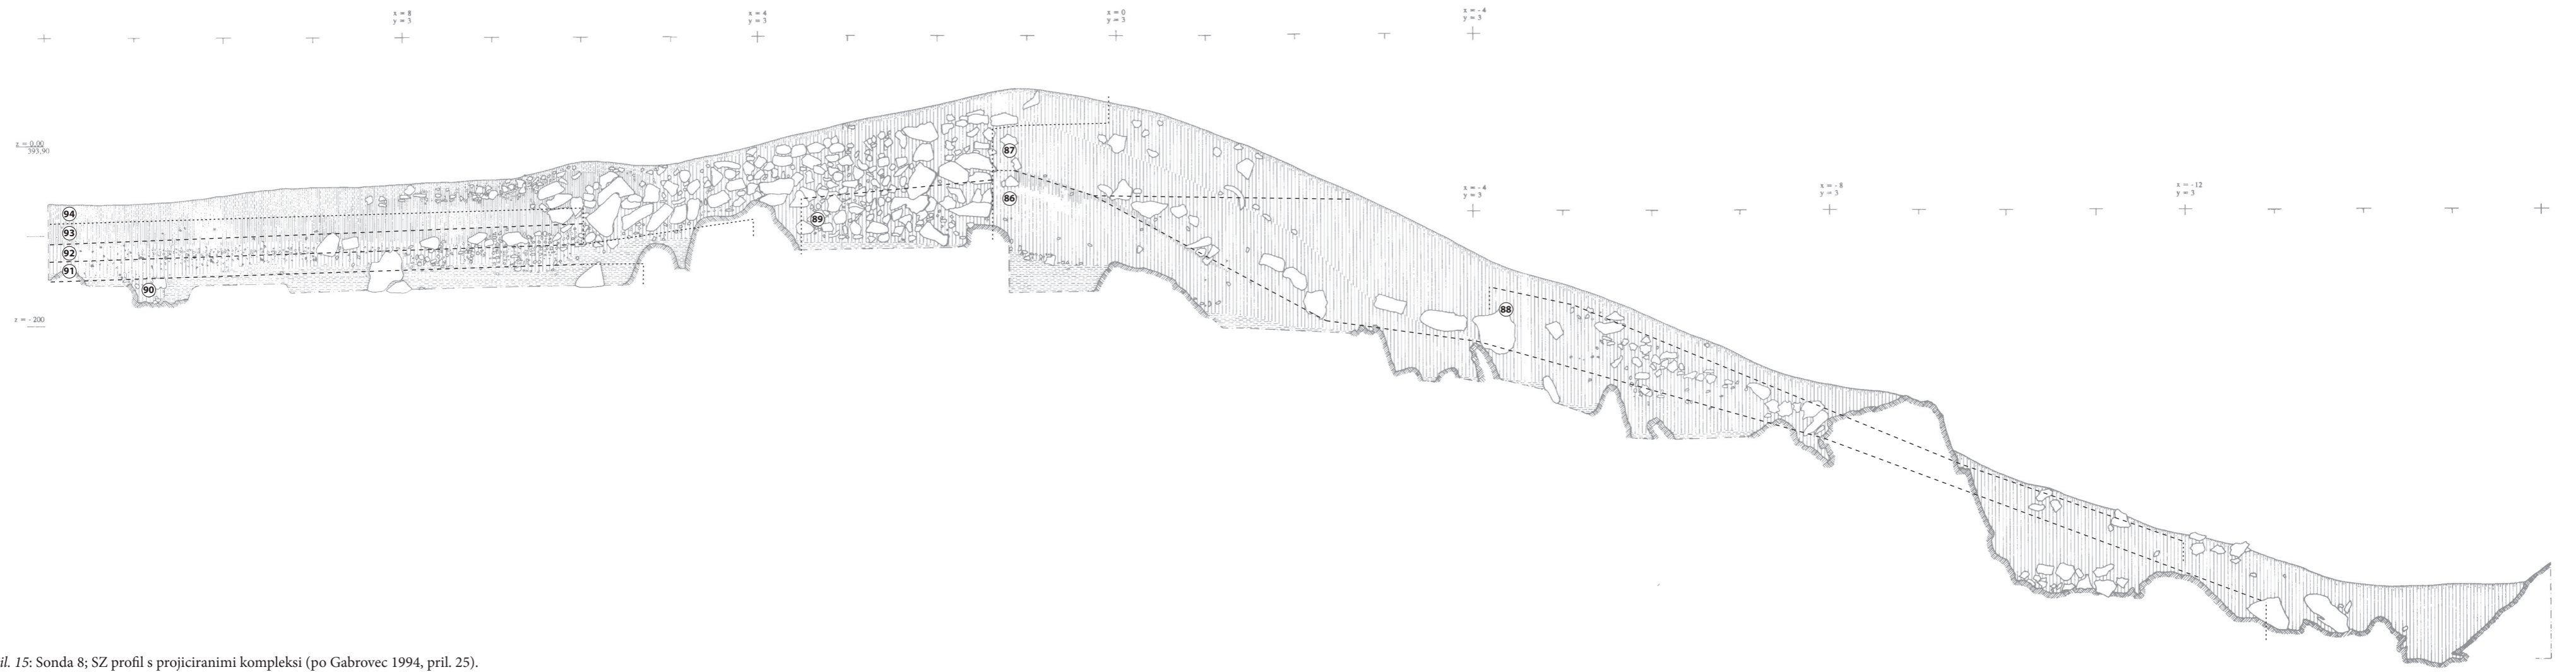 x = 8
y = 3
x = 4
y = 3
x = 0
y = 3
x = - 4
y = 3
z = 0,00
393,90
87
x = - 4
y = 3
x = - 8
y = 3
x = - 12
y = 3
86
94
89
93
92
91
90
88
z = - 200
il. 15: Sonda 8; SZ profil s projiciranimi kompleksi (po Gabrovec 1994, pril. 25).